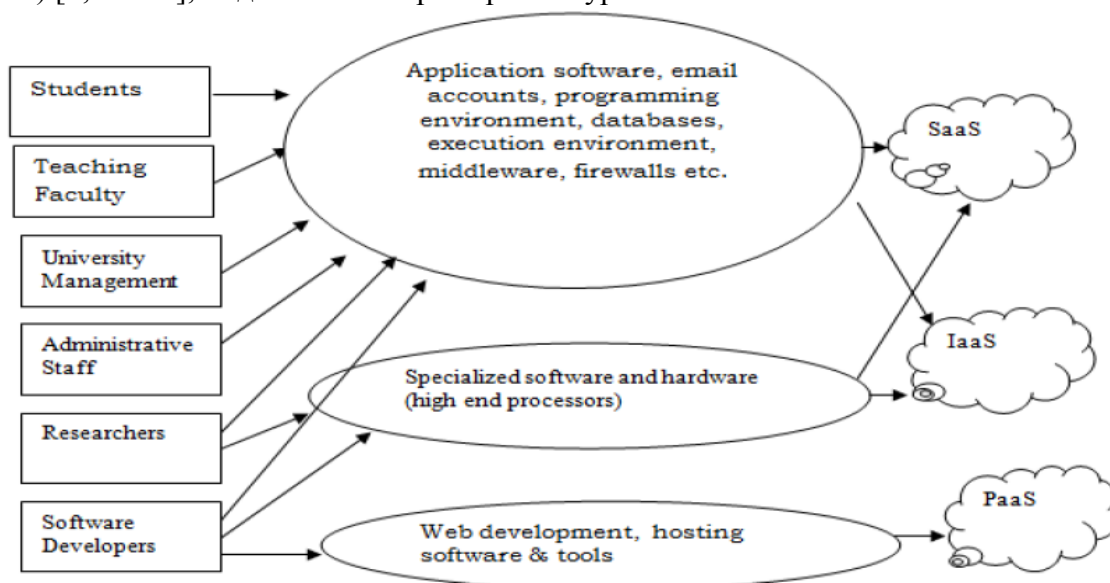 Students
Teaching
Faculty
University
Management
Administrative
Staff
Researchers
Software
Developers
Application software, email
accounts, programming
environment, databases,
execution environment,
middleware, firewalls etc.
Specialized software and hardware
(high end processors)
Web development, hosting
software & tools
SaaS
IaaS
PaaS